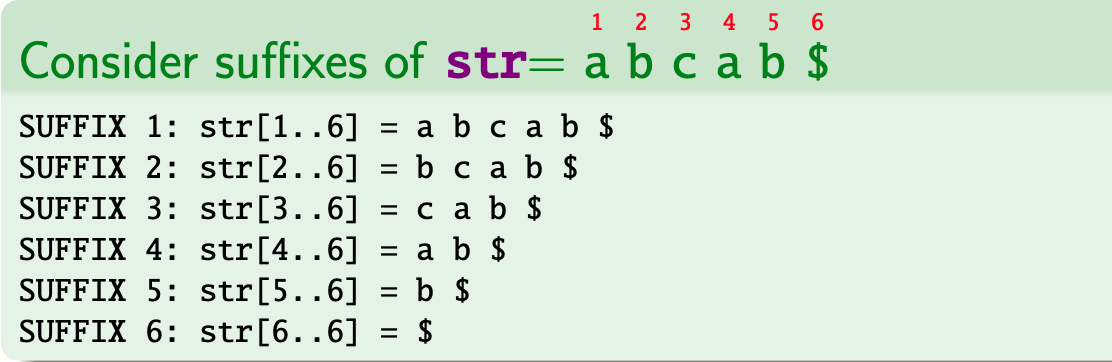 1 2 3 4 5 6
Consider suffixes of str= a b c a b $
SUFFIX 1: str[1..6] = a b c a b $
SUFFIX 2: str[2..6] = b c a b $
SUFFIX 3: str[3..6] = c a b $
SUFFIX 4: str[4..6] = a b $
SUFFIX 5: str[5..6] = b $
SUFFIX 6: str[6..6] = $